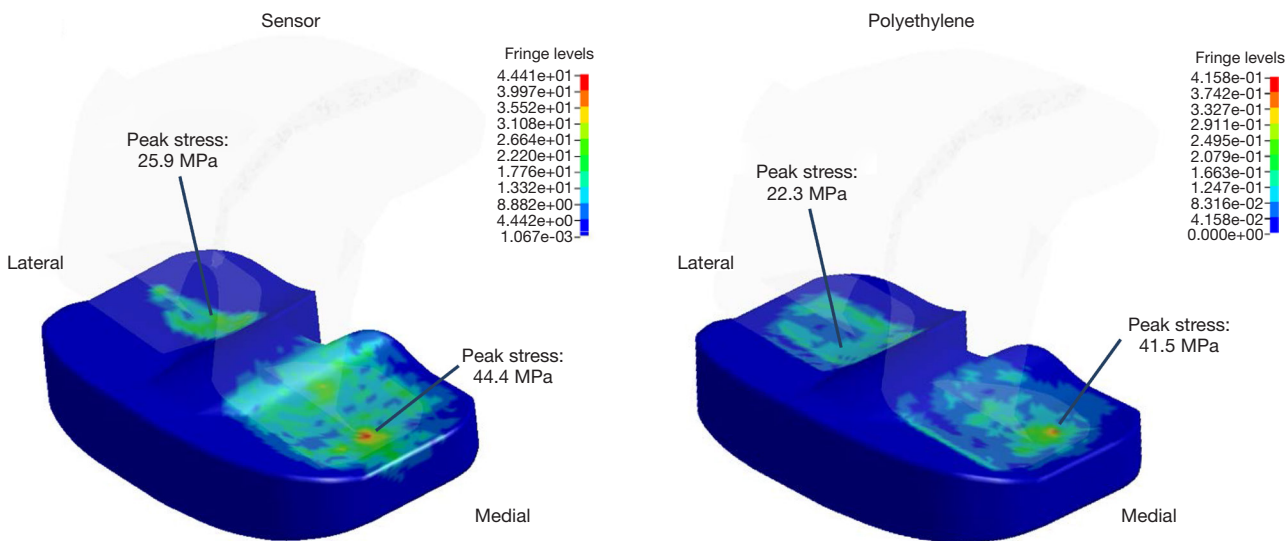 Sensor
Fringe levels
4.441e+01
3.997e+01
3.552e+01
3.108e+01
2.664e+01
2.220e+01
1.776e+01
1.332e+01
8.882e+00
4.442e+o0
1.067e-03
Peak stress:
25.9 MPa
Lateral
Peak stress:
44.4 MPa
Medial
Polyethylene
Fringe levels
4.158e-01
3.742e-01
3.327e-01
2.911e-01
2.495e-01
2.079e-01
1.663e-01
1.247e-01
8.316e-02
4.158e-02
0.000e+00
Peak stress:
22.3 MPa
Lateral
Peak stress:
41.5 MPa
Medial